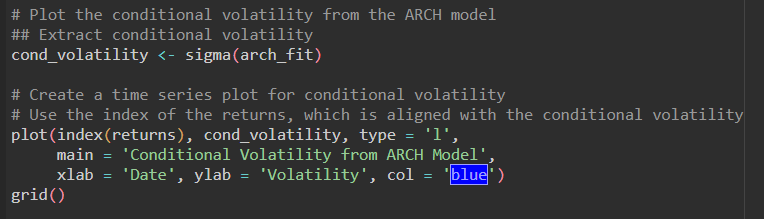 # Plot the conditional volatility from the ARCH model
## Extract conditional volatility
cond_volatility <- sigma(arch_fit)

# Create a time series plot for conditional volatility
# Use the index of the returns, which is aligned with the conditional volatility
plot(index(returns), cond_volatility, type = 'l',
     main = 'Conditional Volatility from ARCH Model',
     xlab = 'Date', ylab = 'Volatility', col = 'blue')
grid()